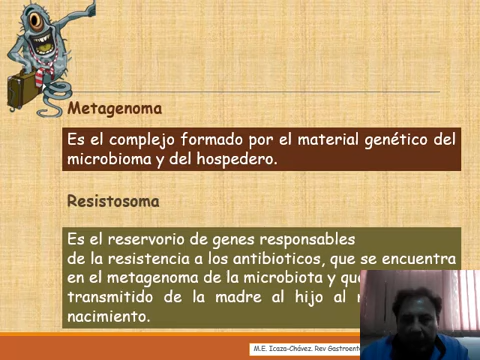 Metagenoma
Es el complejo formado por el material genético del
microbioma y del hospedero.
Resistosoma
Es el reservorio de genes responsables
de la resistencia a los antibioticos, que se encuentra
en el metagenoma de la microbiota y
transmitido de la madre al hijo al
nacimiento.
M.E. Icaza-Chávez. Rev